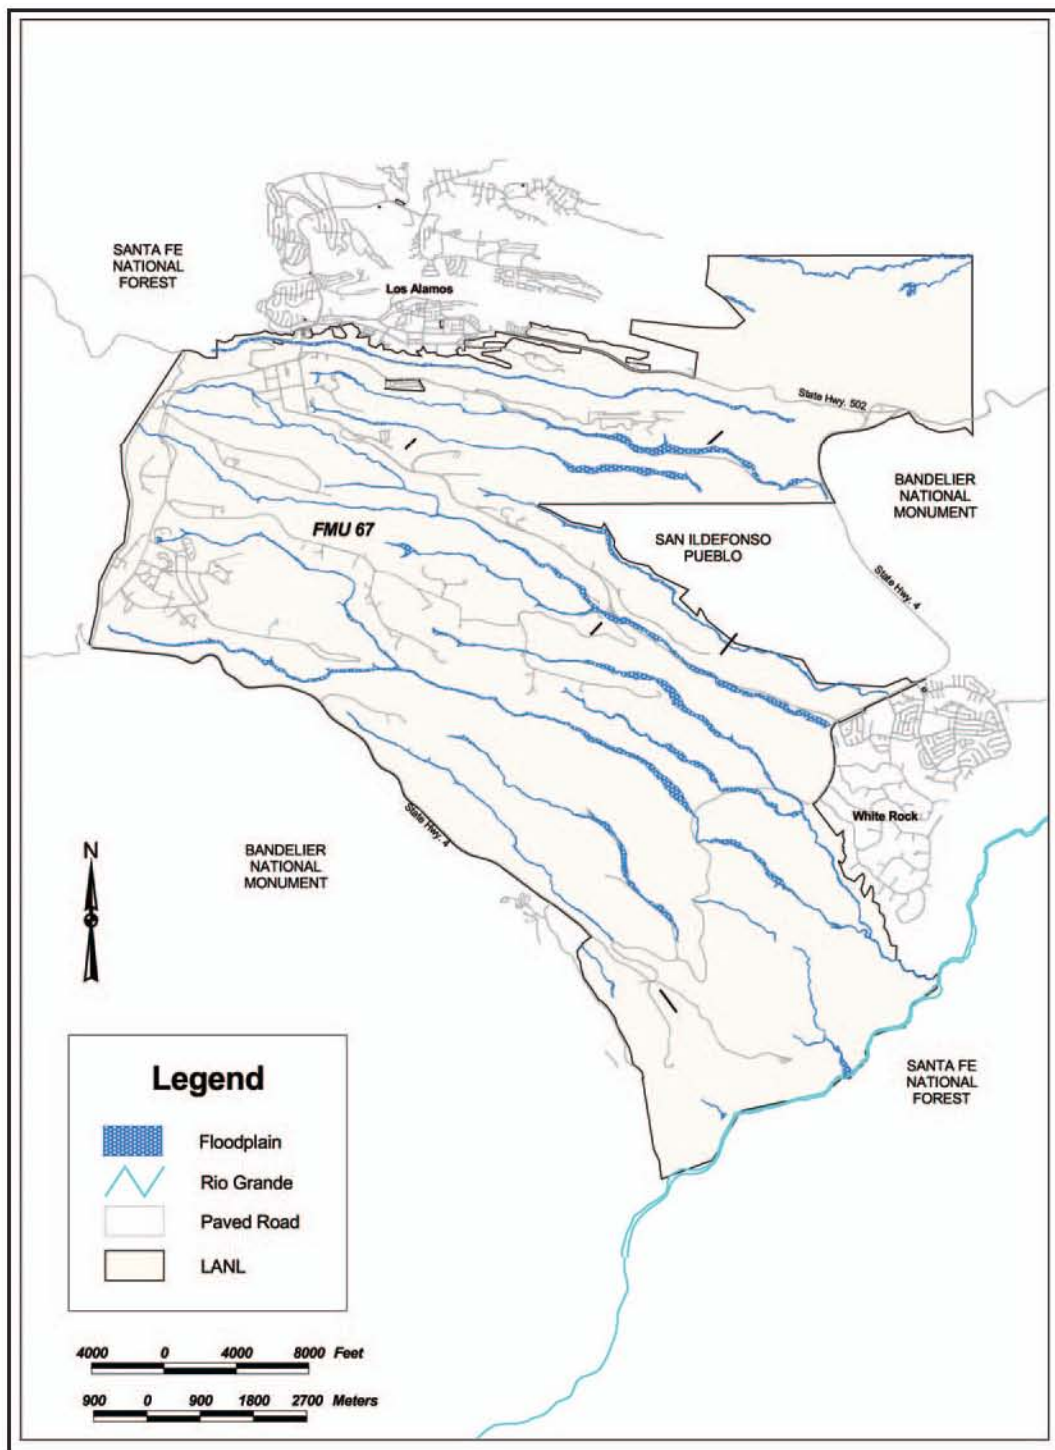 SANTA FE
NATIONAL
FOREST
Los Alamos
State Hwy. 502
BANDELIER
NATIONAL
MONUMENT
FMU 67
SAN ILDEFONSO
PUEBLO
State Hwy. 4
White Rock
State Hwy. 4
BANDELIER
NATIONAL
MONUMENT
N
SANTA FE
NATIONAL
FOREST
Legend
Floodplain
Rio Grande
Paved Road
LANL
4000 0 4000 8000 Feet
900 0 900 1800 2700 Meters